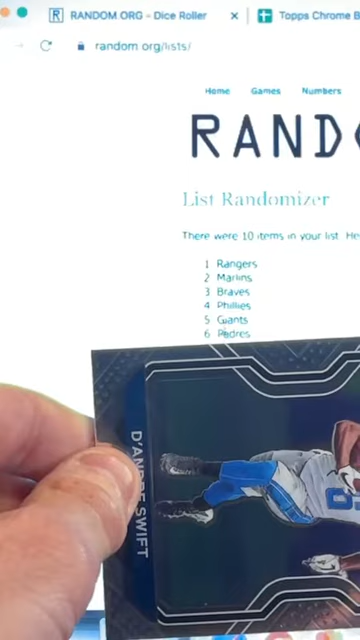 RANDOM ORG - Dice Roller
Topps Chrome B
random org/lists/
Home Games Numbers
RANDO
List Randomizer
There were 10 items in your list. He
1 Rangers
2 Marlins
3 Braves
4 Phillies
5 Giants
6 Padres
D'ANDRE SWIFT